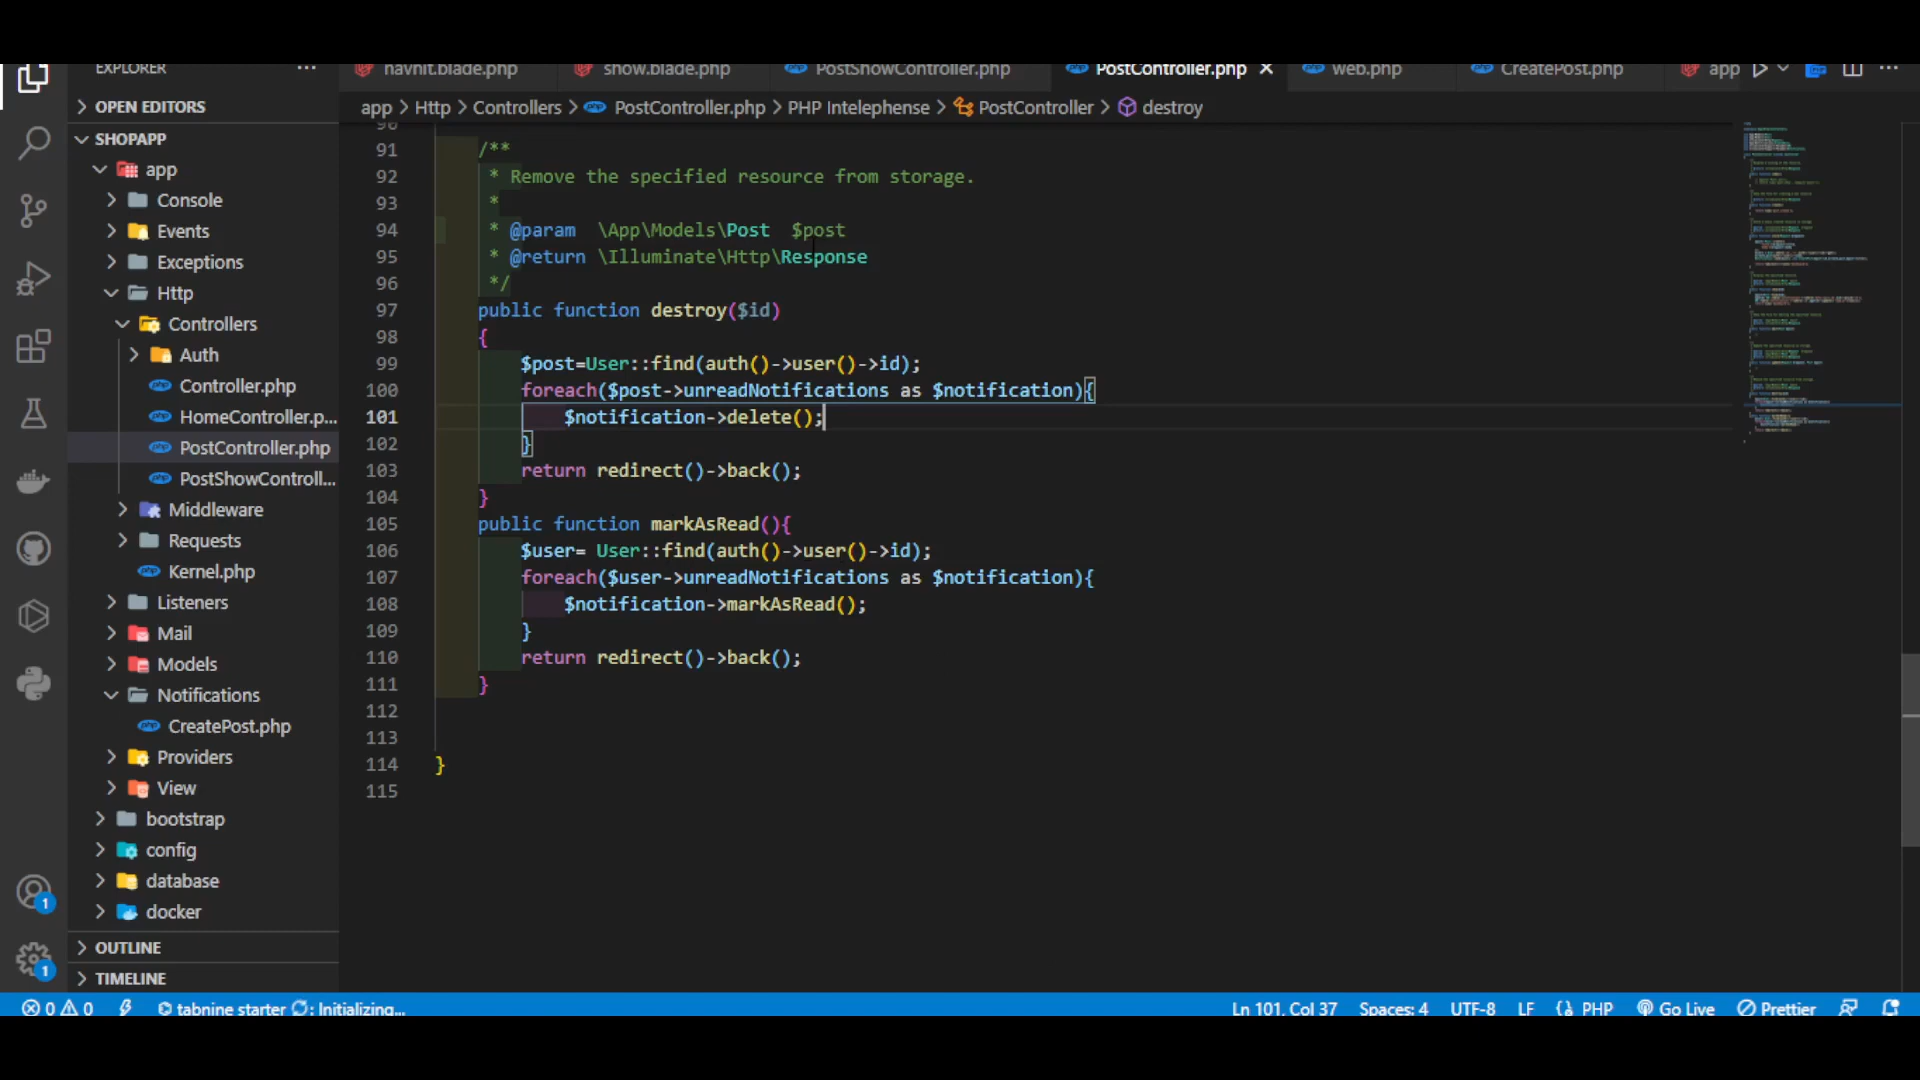 EXPLORER
navnit.blade.php show.blade.php PostShowController.php PostController.php web.php CreatePost.php app
OPEN EDITORS
app > Http > Controllers > PostController.php > PHP Intelephense > PostController > destroy
SHOPAPP
app
Console
Events
Exceptions
Http
Controllers
Auth
Controller.php
HomeController.p...
PostController.php
PostShowControll...
Middleware
Requests
Kernel.php
Listeners
Mail
Models
Notifications
CreatePost.php
Providers
View
bootstrap
config
database
docker
OUTLINE
TIMELINE
90
91 /**
92 * Remove the specified resource from storage.
93 *
94 * @param \App\Models\Post $post
95 * @return \Illuminate\Http\Response
96 */
97 public function destroy($id)
98 {
99 $post=User::find(auth()->user()->id);
100 foreach($post->unreadNotifications as $notification){
101 $notification->delete();
102 }
103 return redirect()->back();
104 }
105 public function markAsRead(){
106 $user= User::find(auth()->user()->id);
107 foreach($user->unreadNotifications as $notification){
108 $notification->markAsRead();
109 }
110 return redirect()->back();
111 }
112
113
114 }
115
1
1
0 0 tabnine starter : Initializing... Ln 101, Col 37 Spaces: 4 UTF-8 LF PHP Go Live Prettier